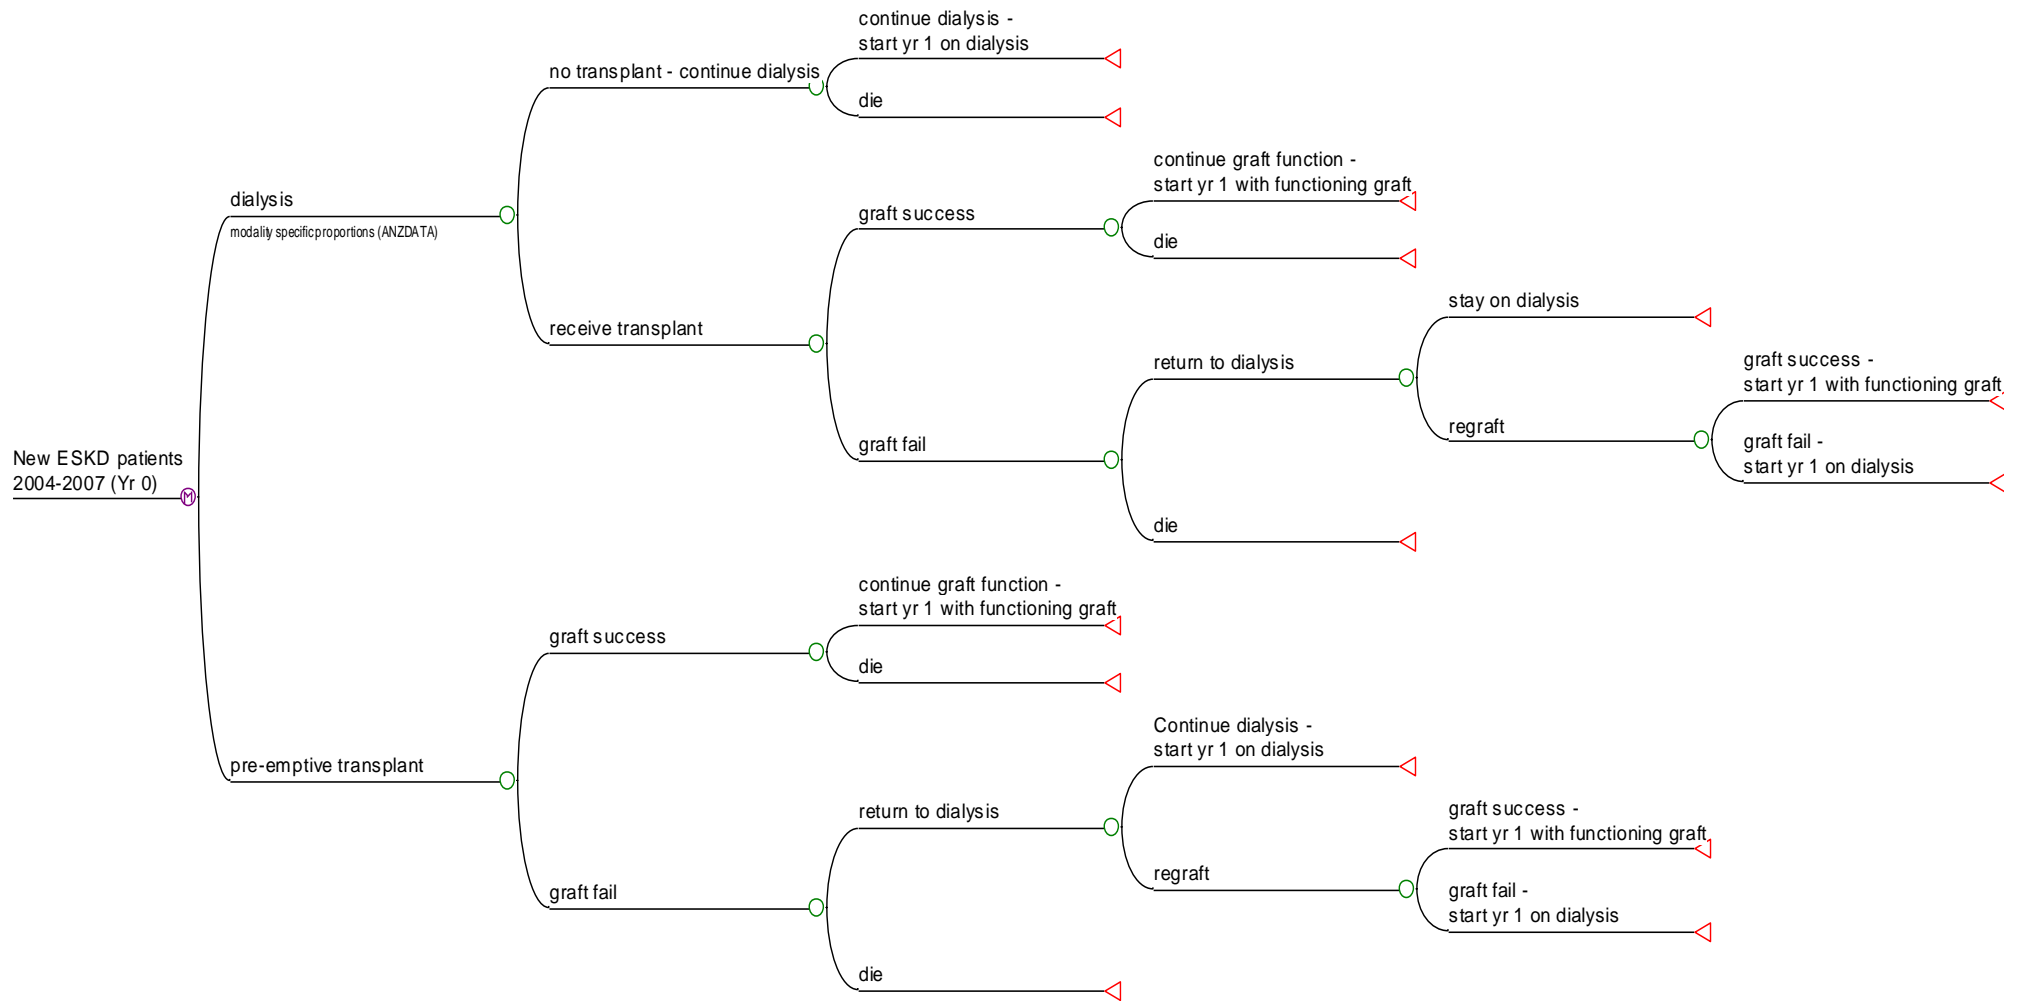 continue dialysis -
start yr 1 on dialysis
no transplant - continue dialysis
die
continue graft function -
start yr 1 with functioning graft
dialysis
modality specific proportions (ANZDATA)
graft success
die
stay on dialysis
receive transplant
return to dialysis
graft success -
start yr 1 with functioning graft
regraft
graft fail
graft fail -
start yr 1 on dialysis
New ESKD patients
2004-2007 (Yr 0)
M
die
continue graft function -
start yr 1 with functioning graft
graft success
die
Continue dialysis -
start yr 1 on dialysis
pre-emptive transplant
return to dialysis
graft success -
start yr 1 with functioning graft
regraft
graft fail
graft fail -
start yr 1 on dialysis
die